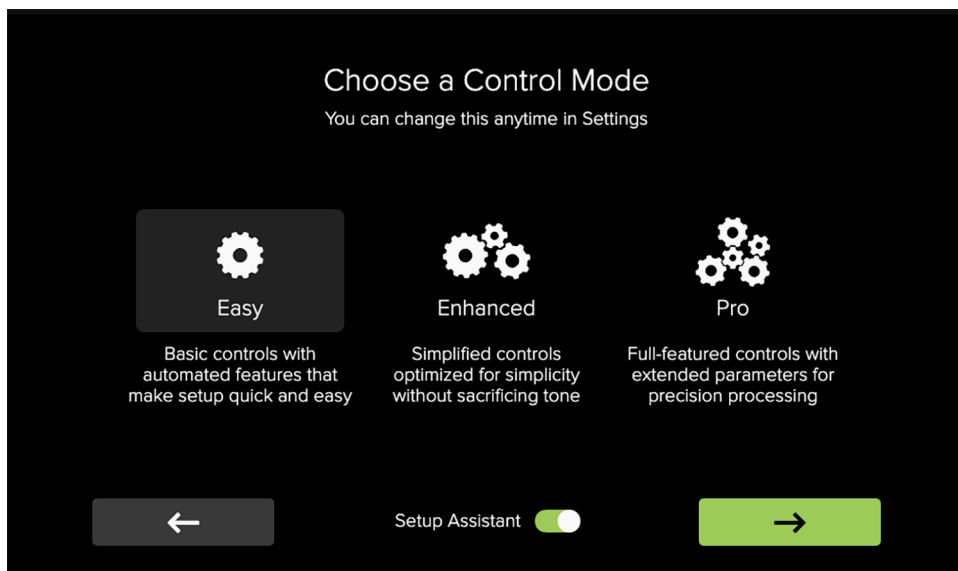 Choose a Control Mode
You can change this anytime in Settings
Easy
Enhanced
Pro
Basic controls with
automated features that
make setup quick and easy
Simplified controls
optimized for simplicity
without sacrificing tone
Full-featured controls with
extended parameters for
precision processing
Setup Assistant